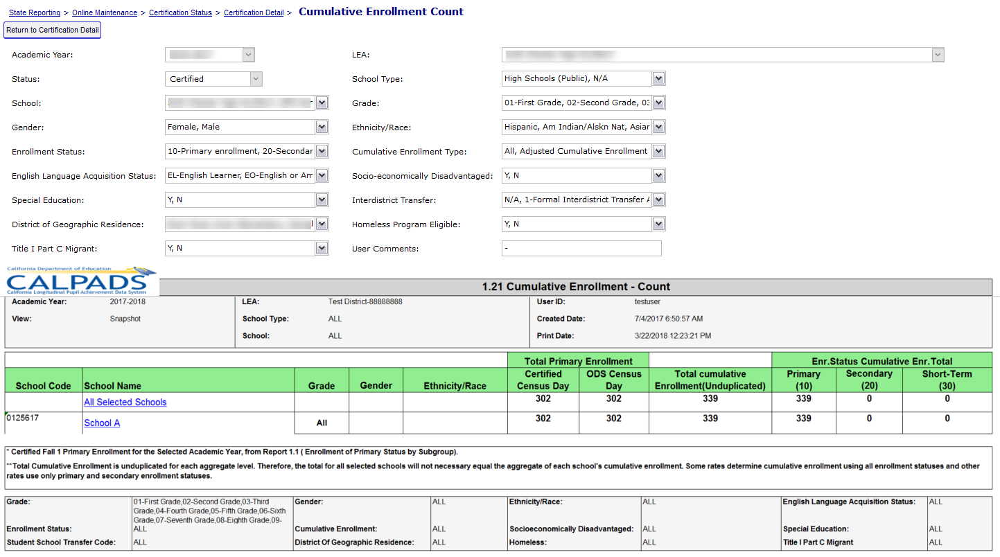 State Reporting > Online Maintenance > Certification Status > Certification Detail > Cumulative Enrollment Count
Return to Certification Detail
Academic Year: LEA:
Status: Certified School Type: High Schools (Public), N/A
School: Grade: 01-First Grade, 02-Second Grade, 03
Gender: Female, Male Ethnicity/Race: Hispanic, Am Indian/Alskn Nat, Asian
Enrollment Status: 10-Primary enrollment, 20-Secondar Cumulative Enrollment Type: All, Adjusted Cumulative Enrollment
English Language Acquisition Status: EL-English Learner, EO-English or Am Socio-economically Disadvantaged: Y, N
Special Education: Y, N Interdistrict Transfer: N/A, 1-Formal Interdistrict Transfer A
District of Geographic Residence: Homeless Program Eligible: Y, N
Title I Part C Migrant: Y, N User Comments: -
California Department of Education
CALPADS
California Longitudinal Pupil Achievement Data System
1.21 Cumulative Enrollment - Count
Academic Year: 2017-2018 LEA: Test District-88888888 User ID: testuser
View: Snapshot School Type: ALL Created Date: 7/4/2017 6:50:57 AM
School: ALL Print Date: 3/22/2018 12:23:21 PM
Total Primary Enrollment Enr.Status Cumulative Enr.Total
School Code School Name Grade Gender Ethnicity/Race Certified Census Day ODS Census Day Total cumulative Enrollment(Unduplicated) Primary (10) Secondary (20) Short-Term (30)
All Selected Schools 302 302 339 339 0 0
0125617 School A All 302 302 339 339 0 0
* Certified Fall 1 Primary Enrollment for the Selected Academic Year, from Report 1.1 ( Enrollment of Primary Status by Subgroup).
**Total Cumulative Enrollment is unduplicated for each aggregate level. Therefore, the total for all selected schools will not necessary equal the aggregate of each school's cumulative enrollment. Some rates determine cumulative enrollment using all enrollment statuses and other
rates use only primary and secondary enrollment statuses.
Grade: 01-First Grade,02-Second Grade,03-Third Gender: ALL Ethnicity/Race: ALL English Language Acquisition Status: ALL
Grade,04-Fourth Grade,05-Fifth Grade,06-Sixth
Grade,07-Seventh Grade,08-Eighth Grade,09-
Enrollment Status: ALL Cumulative Enrollment: ALL Socioeconomically Disadvantaged: ALL Special Education: ALL
Student School Transfer Code: ALL District Of Geographic Residence: ALL Homeless: ALL Title I Part C Migrant ALL